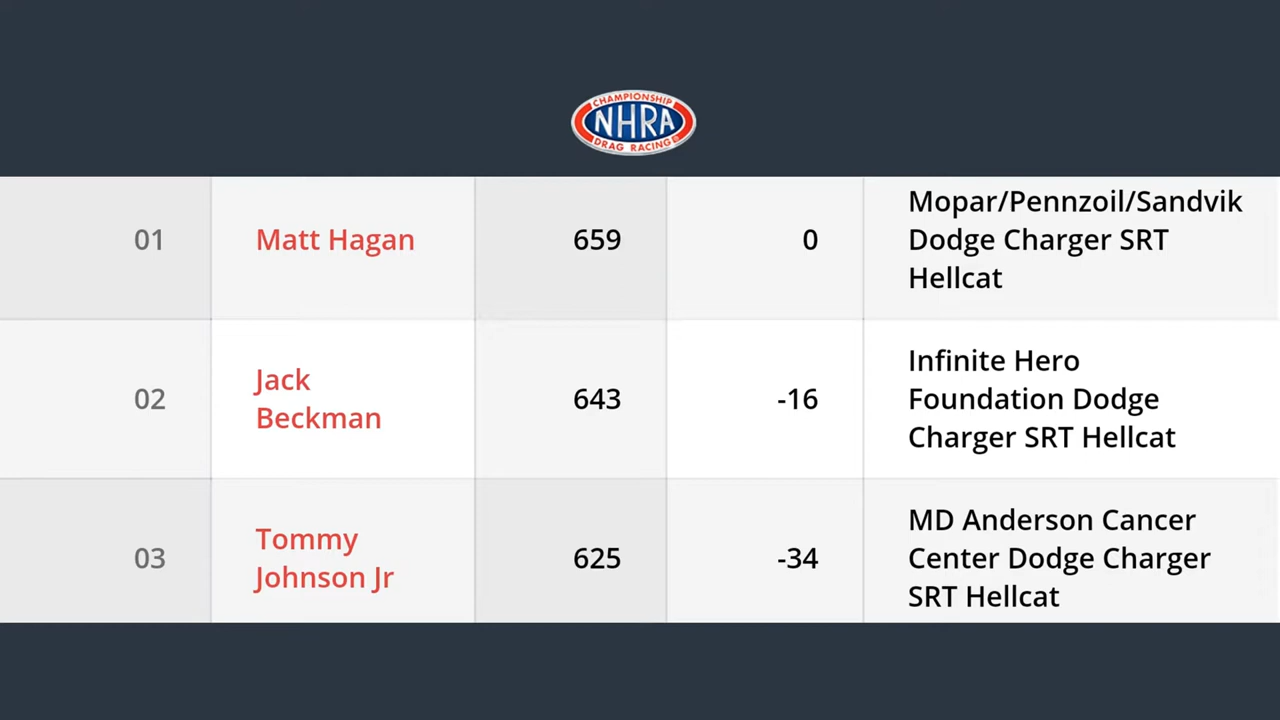 CHAMPIONSHIP
NHRA
DRAG RACING
01 Matt Hagan 659 0 Mopar/Pennzoil/Sandvik
Dodge Charger SRT
Hellcat
02 Jack
Beckman 643 -16 Infinite Hero
Foundation Dodge
Charger SRT Hellcat
03 Tommy
Johnson Jr 625 -34 MD Anderson Cancer
Center Dodge Charger
SRT Hellcat